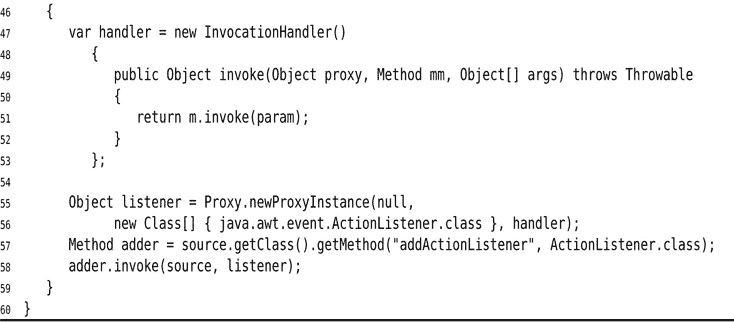 46 {
47 var handler = new InvocationHandler()
48 {
49 public Object invoke(Object proxy, Method mm, Object[] args) throws Throwable
50 {
51 return m.invoke(param);
52 }
53 };
54
55 Object listener = Proxy.newProxyInstance(null,
56 new Class[] { java.awt.event.ActionListener.class }, handler);
57 Method adder = source.getClass().getMethod("addActionListener", ActionListener.class);
58 adder.invoke(source, listener);
59 }
60 }